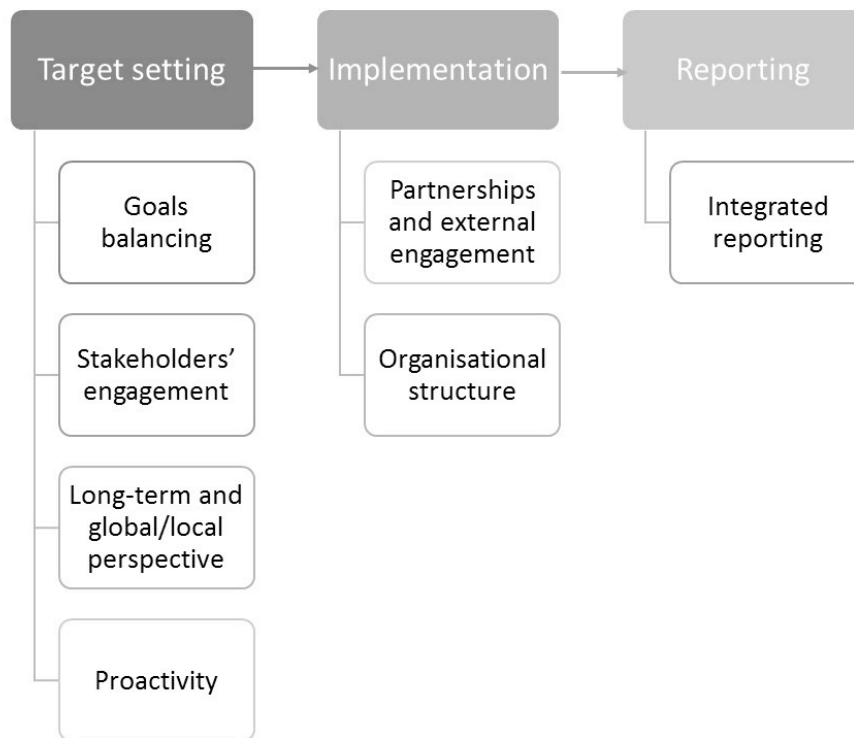 Target setting
Implementation
Reporting
Goals
balancing
Stakeholders’
engagement
Long-term and
global/local
perspective
Proactivity
Partnerships
and external
engagement
Organisational
structure
Integrated
reporting